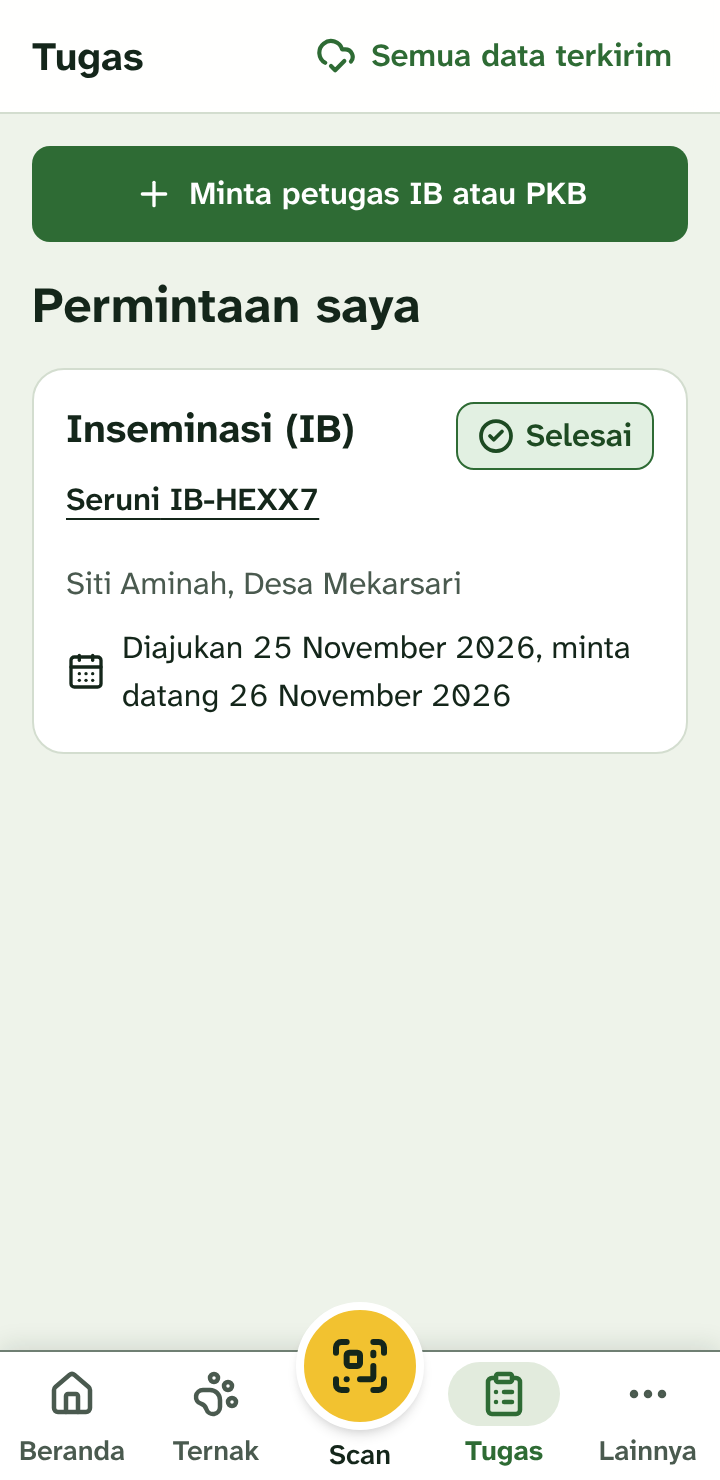 Tugas
Semua data terkirim
Minta petugas IB atau PKB
Permintaan saya
Inseminasi (IB)
Selesai
Seruni IB-HEXX7
Siti Aminah, Desa Mekarsari
Diajukan 25 November 2026, minta
datang 26 November 2026
Beranda
Ternak
Scan
Tugas
Lainnya